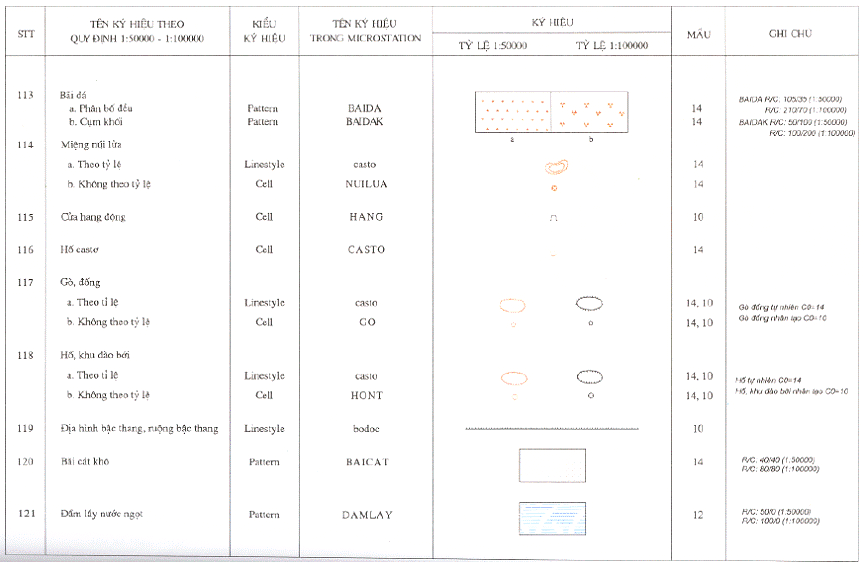 STT
TÊN KÝ HIỆU THEO
QUY ĐỊNH 1:50000 - 1:100000
KIỂU
KÝ HIỆU
TÊN KÝ HIỆU
TRONG MICROSTATION
KÝ HIỆU
TỶ LỆ 1:50000 TỶ LỆ 1:100000
MẦU
GHI CHÚ
113 Bãi đá
a. Phân bố đều Pattern BAIDA 14 BAIDA R/C: 105/35 (1:50000)
R/C: 210/70 (1:100000)
b. Cụm khối Pattern BAIDAK 14 BAIDAK R/C: 50/100 (1:50000)
R/C: 100/200 (1:100000)
a b
114 Miệng núi lửa
a. Theo tỷ lệ Linestyle casto 14
b. Không theo tỷ lệ Cell NUILUA 14
115 Cửa hang động Cell HANG 10
116 Hố castơ Cell CASTO 14
117 Gò, đống
a. Theo tỉ lệ Linestyle casto 14, 10 Gò đống tự nhiên C0=14
b. Không theo tỷ lệ Cell GO 14, 10 Gò đống nhân tạo C0=10
118 Hố, khu đào bới
a. Theo tỉ lệ Linestyle casto 14, 10 Hố tự nhiên C0=14
b. Không theo tỷ lệ Cell HONT 14, 10 Hố, khu đào bới nhân tạo C0=10
119 Địa hình bậc thang, ruộng bậc thang Linestyle bodoc 10
120 Bãi cát khô Pattern BAICAT 14 R/C: 40/40 (1:50000)
R/C: 80/80 (1:100000)
121 Đầm lầy nước ngọt Pattern DAMLAY 12 R/C: 50/0 (1:50000)
R/C: 100/0 (1:100000)